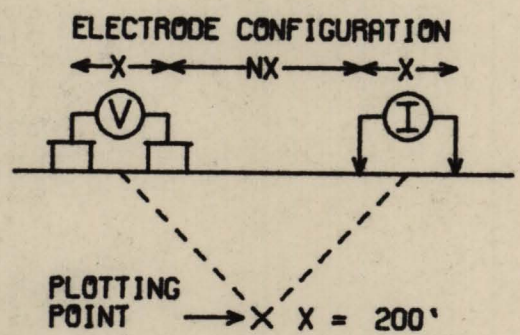 ELECTRODE CONFIGURATION
X NX X
V I
PLOTTING
POINT X X = 200'